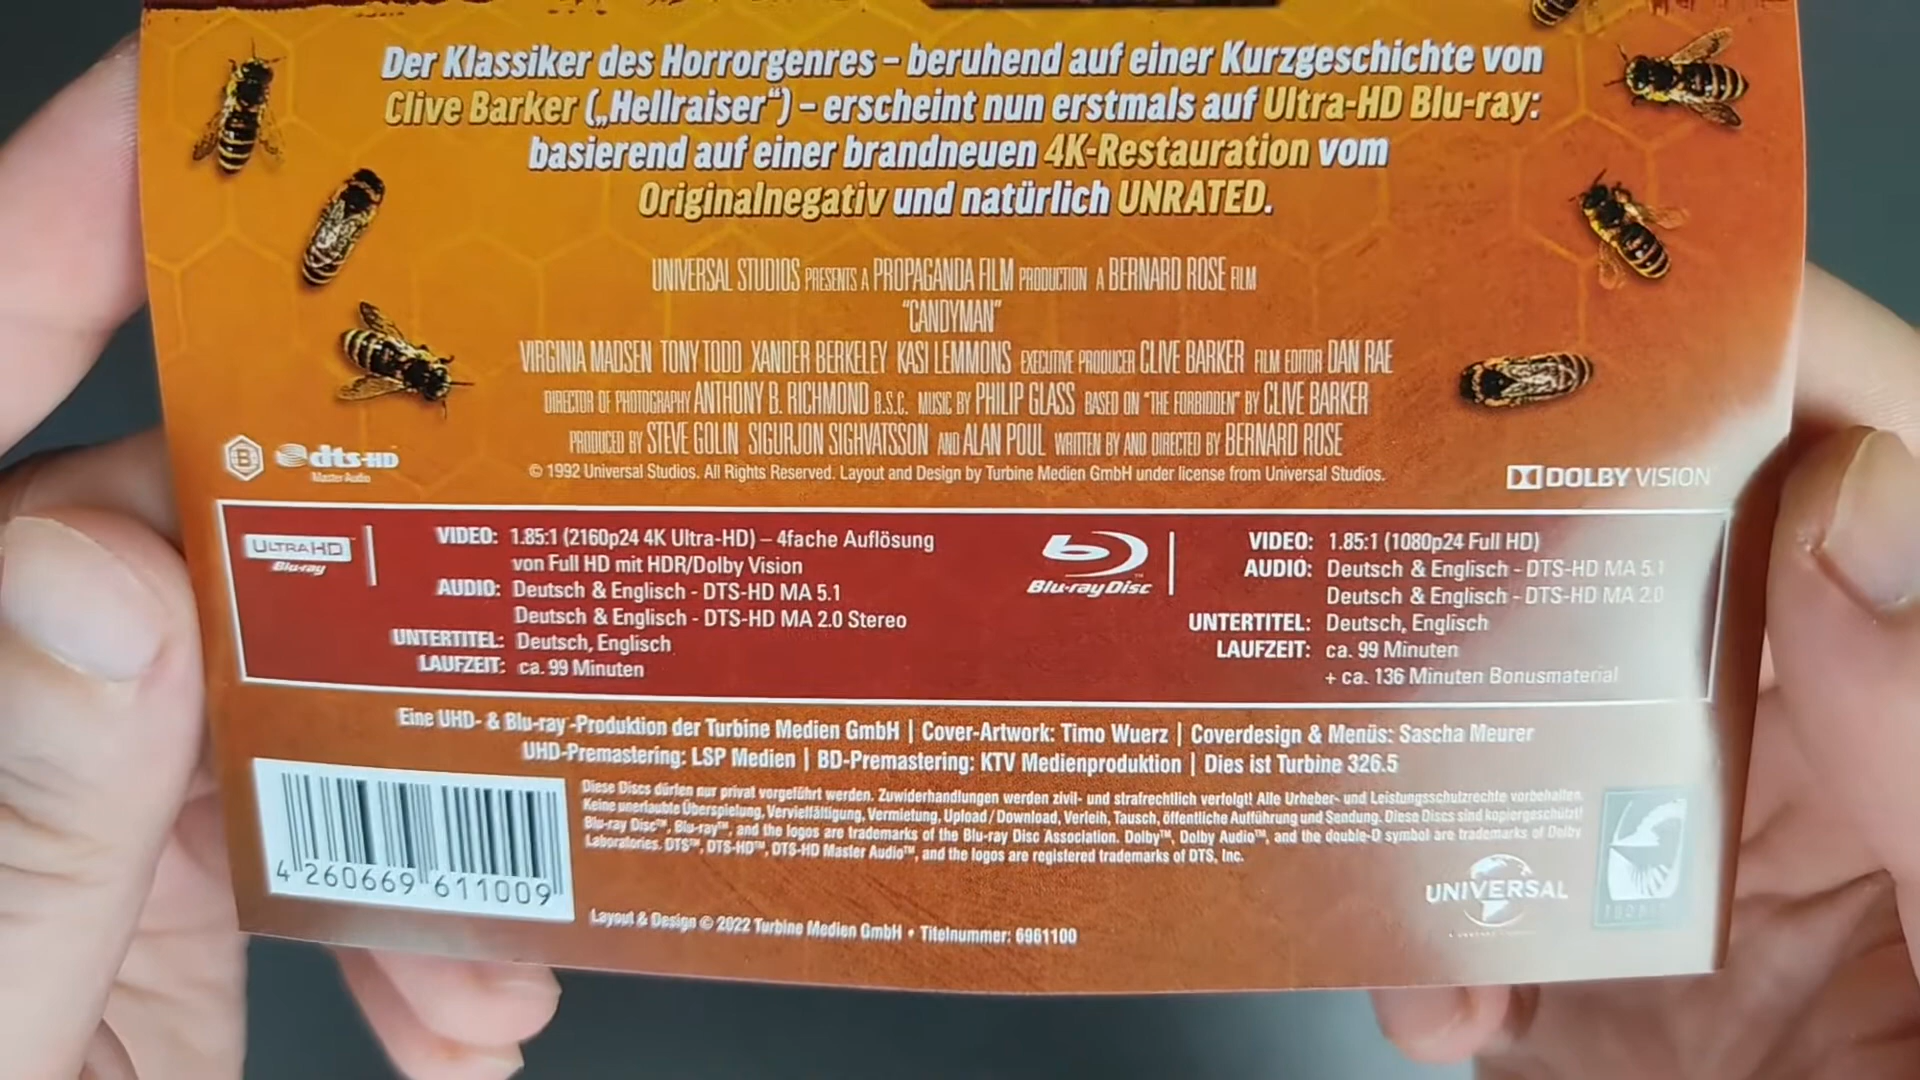 Der Klassiker des Horrorgenres – beruhend auf einer Kurzgeschichte von
Clive Barker („Hellraiser“) – erscheint nun erstmals auf Ultra-HD Blu-ray:
basierend auf einer brandneuen 4K-Restauration vom
Originalnegativ und natürlich UNRATED.
UNIVERSAL STUDIOS PRESENTS A PROPAGANDA FILM PRODUCTION A BERNARD ROSE FILM
"CANDYMAN"
VIRGINIA MADSEN TONY TODD XANDER BERKELEY KASI LEMMONS EXECUTIVE PRODUCER CLIVE BARKER FILM EDITOR DAN RAE
DIRECTOR OF PHOTOGRAPHY ANTHONY B. RICHMOND B.S.C. MUSIC BY PHILIP GLASS BASED ON "THE FORBIDDEN" BY CLIVE BARKER
PRODUCED BY STEVE GOLIN SIGURJON SIGHVATSSON AND ALAN POUL WRITTEN BY AND DIRECTED BY BERNARD ROSE
© 1992 Universal Studios. All Rights Reserved. Layout and Design by Turbine Medien GmbH under license from Universal Studios.
B
dts-HD
Master Audio
DOLBY VISION
ULTRA HD
Blu-ray
VIDEO: 1.85:1 (2160p24 4K Ultra-HD) – 4fache Auflösung
von Full HD mit HDR/Dolby Vision
AUDIO: Deutsch & Englisch - DTS-HD MA 5.1
Deutsch & Englisch - DTS-HD MA 2.0 Stereo
UNTERTITEL: Deutsch, Englisch
LAUFZEIT: ca. 99 Minuten
Blu-ray Disc
VIDEO: 1.85:1 (1080p24 Full HD)
AUDIO: Deutsch & Englisch - DTS-HD MA 5.1
Deutsch & Englisch - DTS-HD MA 2.0
UNTERTITEL: Deutsch, Englisch
LAUFZEIT: ca. 99 Minuten
+ ca. 136 Minuten Bonusmaterial
Eine UHD- & Blu-ray-Produktion der Turbine Medien GmbH | Cover-Artwork: Timo Wuerz | Coverdesign & Menüs: Sascha Meurer
UHD-Premastering: LSP Medien | BD-Premastering: KTV Medienproduktion | Dies ist Turbine 326.5
Diese Discs dürfen nur privat vorgeführt werden. Zuwiderhandlungen werden zivil- und strafrechtlich verfolgt! Alle Urheber- und Leistungsschutzrechte vorbehalten.
Keine unerlaubte Überspielung, Vervielfältigung, Vermietung, Upload / Download, Verleih, Tausch, öffentliche Aufführung und Sendung. Diese Discs sind kopiergeschützt!
Blu-ray Disc™, Blu-ray™, and the logos are trademarks of the Blu-ray Disc Association. Dolby™, Dolby Audio™, and the double-D symbol are trademarks of Dolby
Laboratories. DTS™, DTS-HD™, DTS-HD Master Audio™, and the logos are registered trademarks of DTS, Inc.
4 260669 611009
UNIVERSAL
Layout & Design © 2022 Turbine Medien GmbH • Titelnummer: 6961100